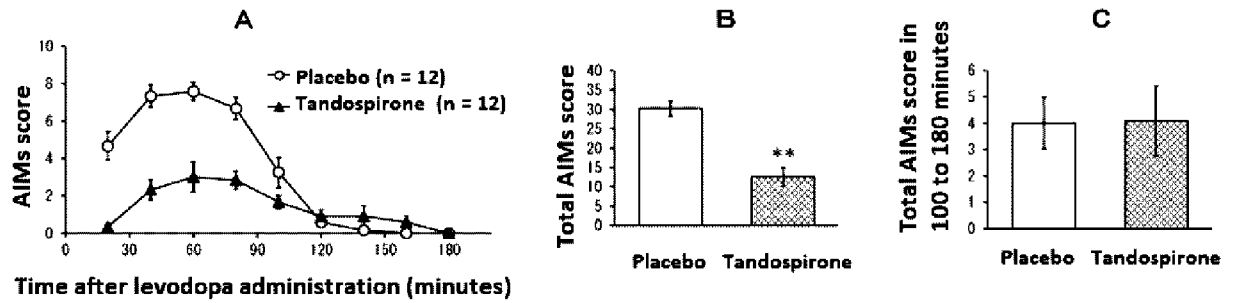 A
AIMs score
10
8
6
4
2
0
0 30 60 90 120 150 180
Placebo (n = 12)
Tandospirone (n = 12)
Time after levodopa administration (minutes)
B
Total AIMs score
40
35
30
25
20
15
10
5
0
**
Placebo Tandospirone
C
Total AIMs score in
100 to 180 minutes
6
5
4
3
2
1
0
Placebo Tandospirone